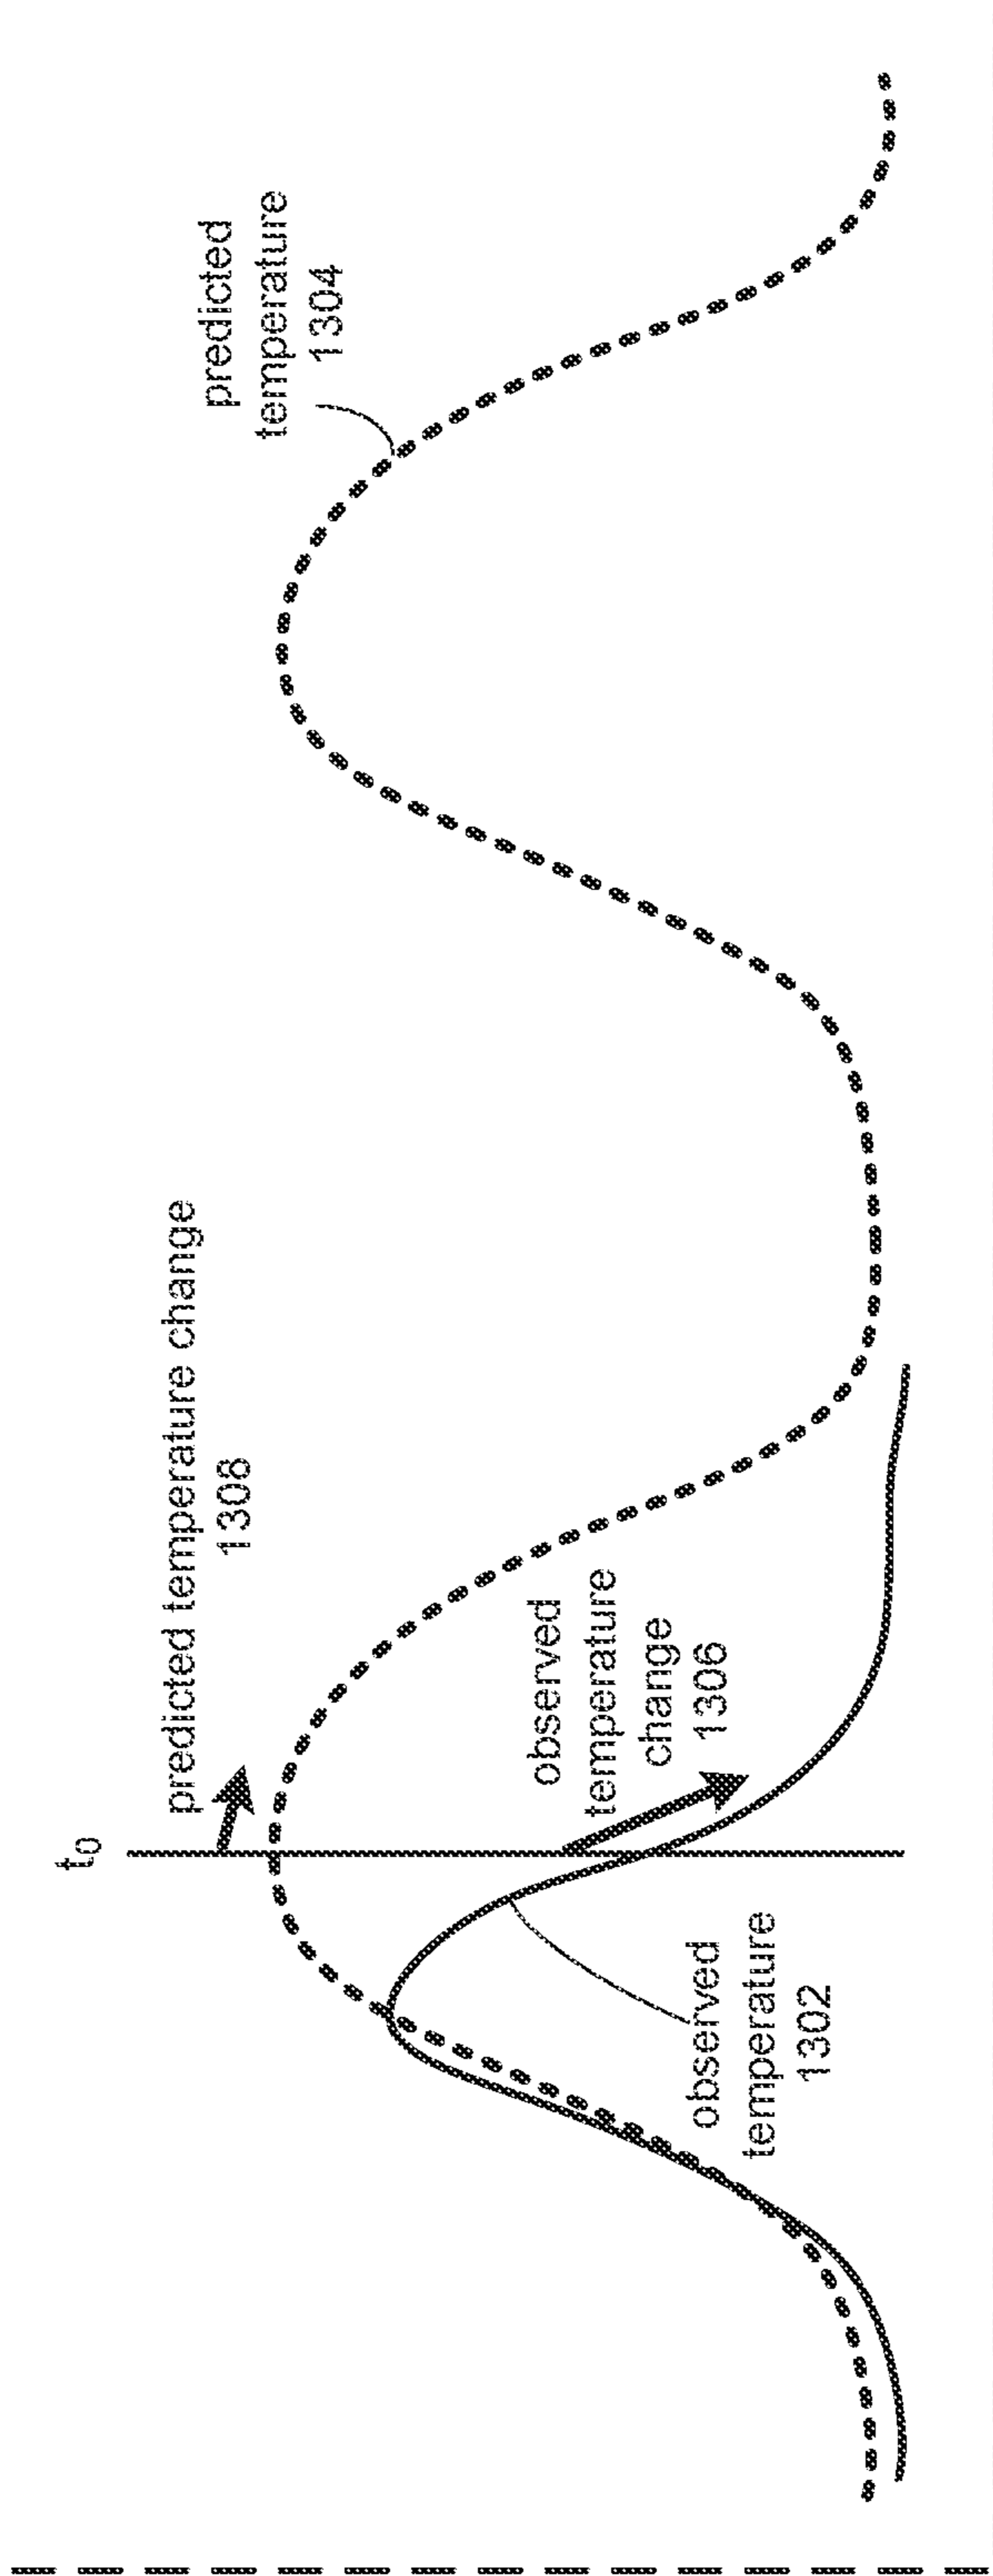 t0
predicted temperature change
1308
predicted
temperature
1304
observed
temperature
change
1306
observed
temperature
1302